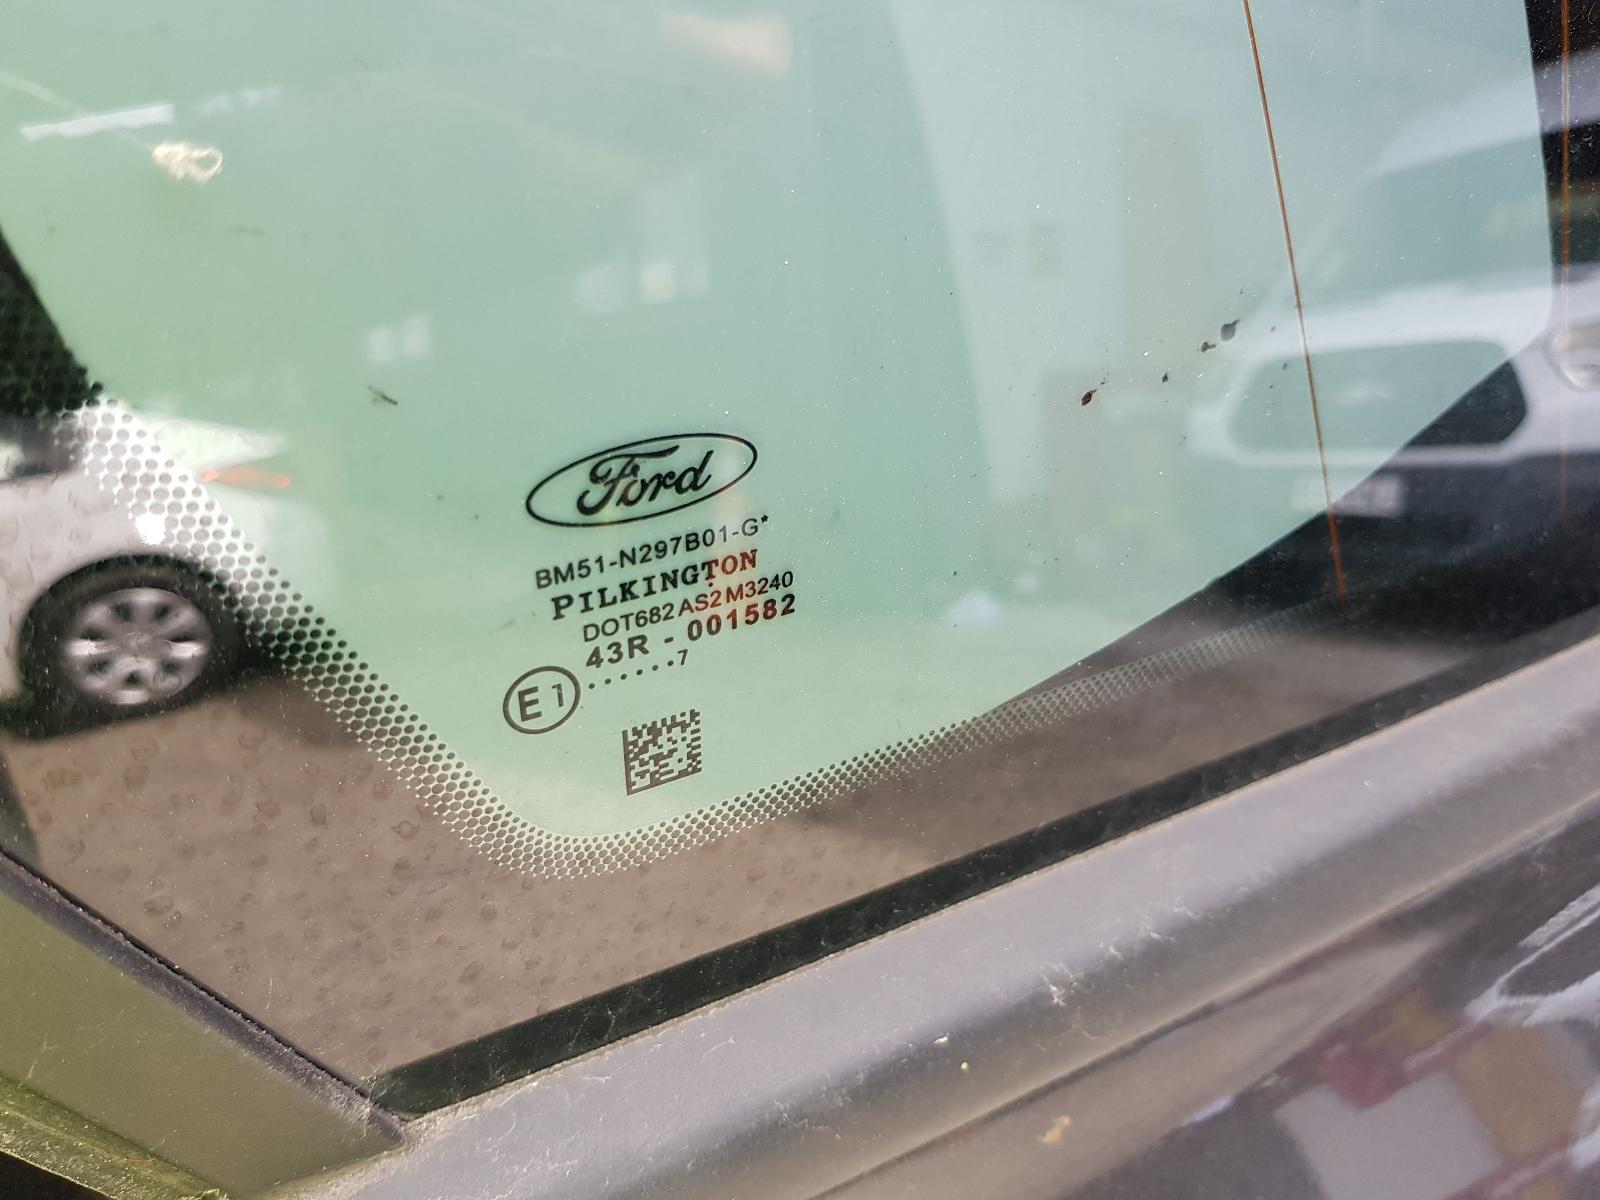 Ford
BM51-N297B01-G*
PILKINGTON
DOT682 AS2 M3240
43R - 001582
E1 ......7